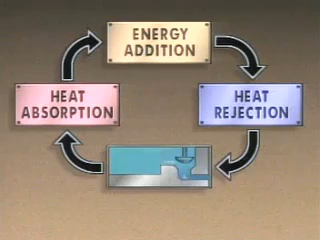 ENERGY
ADDITION
HEAT
ABSORPTION
HEAT
REJECTION